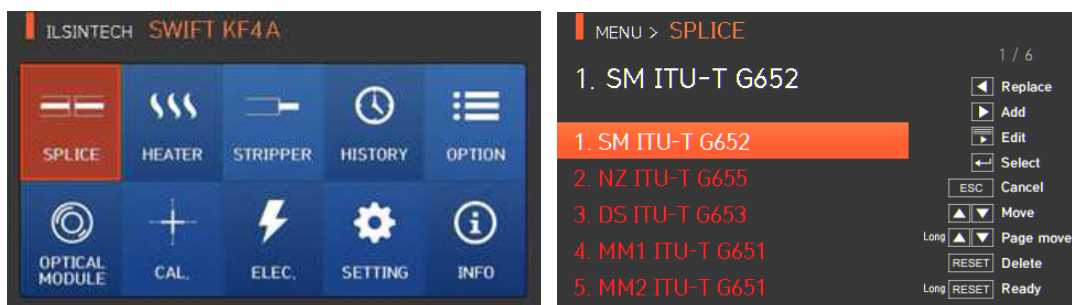 ILSINTECH SWIFT KF4A
SPLICE
HEATER
STRIPPER
HISTORY
OPTION
OPTICAL
MODULE
CAL.
ELEC.
SETTING
INFO
MENU > SPLICE
1 / 6
1. SM ITU-T G652
1. SM ITU-T G652
2. NZ ITU-T G655
3. DS ITU-T G653
4. MM1 ITU-T G651
5. MM2 ITU-T G651
Replace
Add
Edit
Select
ESC Cancel
Move
Long Page move
RESET Delete
Long RESET Ready